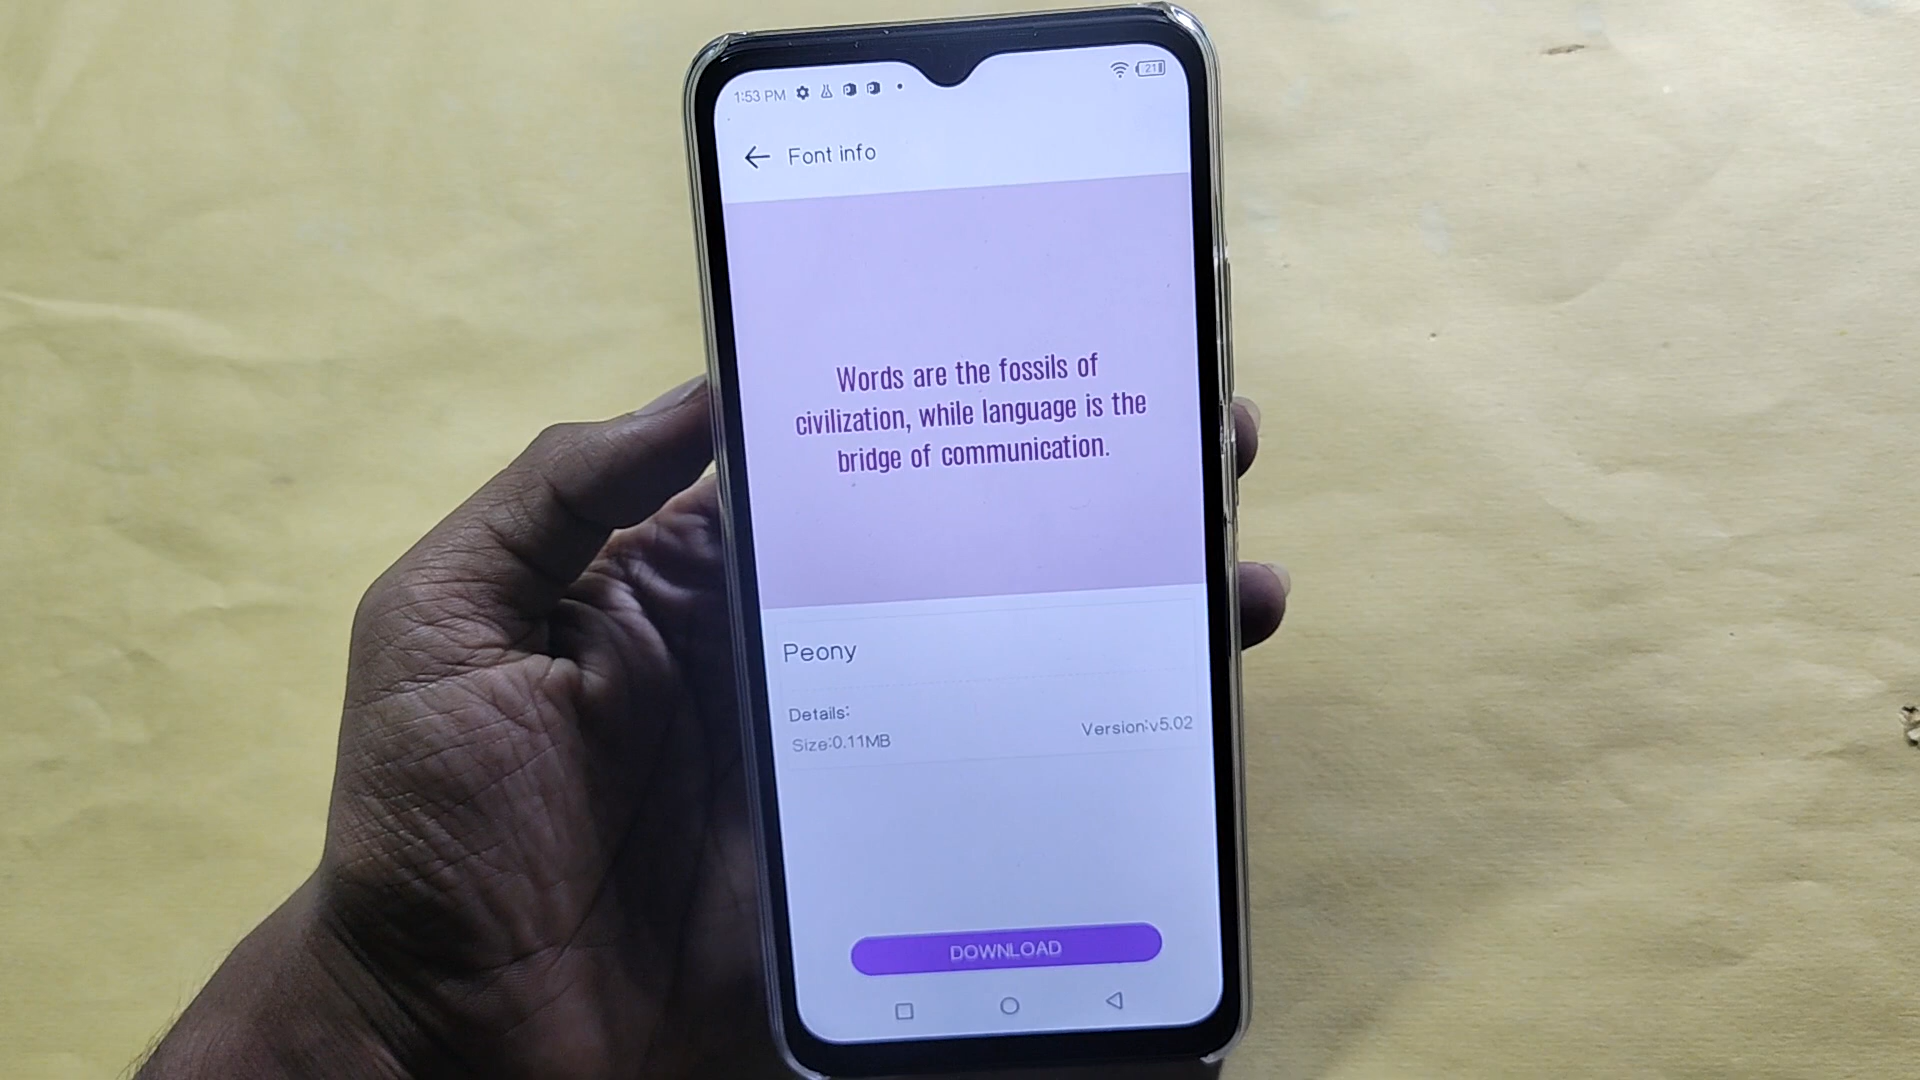 1:53 PM
21
Font info
Words are the fossils of
civilization, while language is the
bridge of communication.
Peony
Details:
Size:0.11MB
Version:v5.02
DOWNLOAD